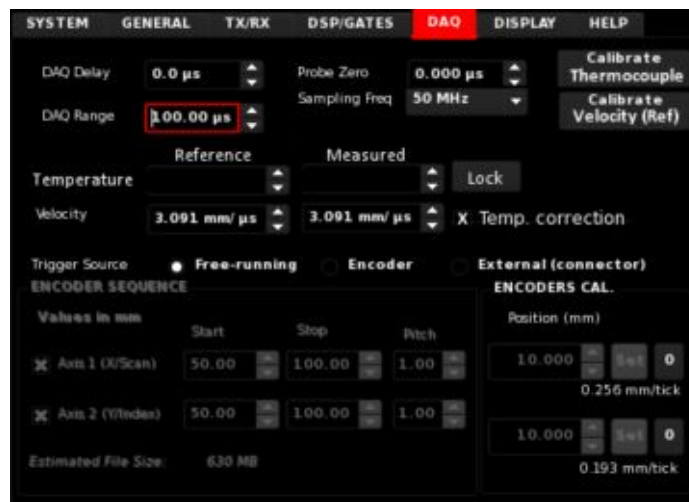 SYSTEM GENERAL TX/RX DSP/GATES DAQ DISPLAY HELP
DAQ Delay 0.0 µs Probe Zero 0.000 µs Calibrate Thermocouple
DAQ Range 100.00 µs Sampling Freq 50 MHz Calibrate Velocity (Ref)
Reference Measured
Temperature Lock
Velocity 3.091 mm/µs 3.091 mm/µs X Temp. correction
Trigger Source Free-running Encoder External (connector)
ENCODER SEQUENCE ENCODERS CAL.
Values in mm Start Stop Pitch Position (mm)
Axis 1 (X/Scan) 50.00 100.00 1.00 10.000 Set 0
0.256 mm/tick
Axis 2 (Y/Index) 50.00 100.00 1.00 10.000 Set 0
Estimated File Size: 630 MB 0.193 mm/tick